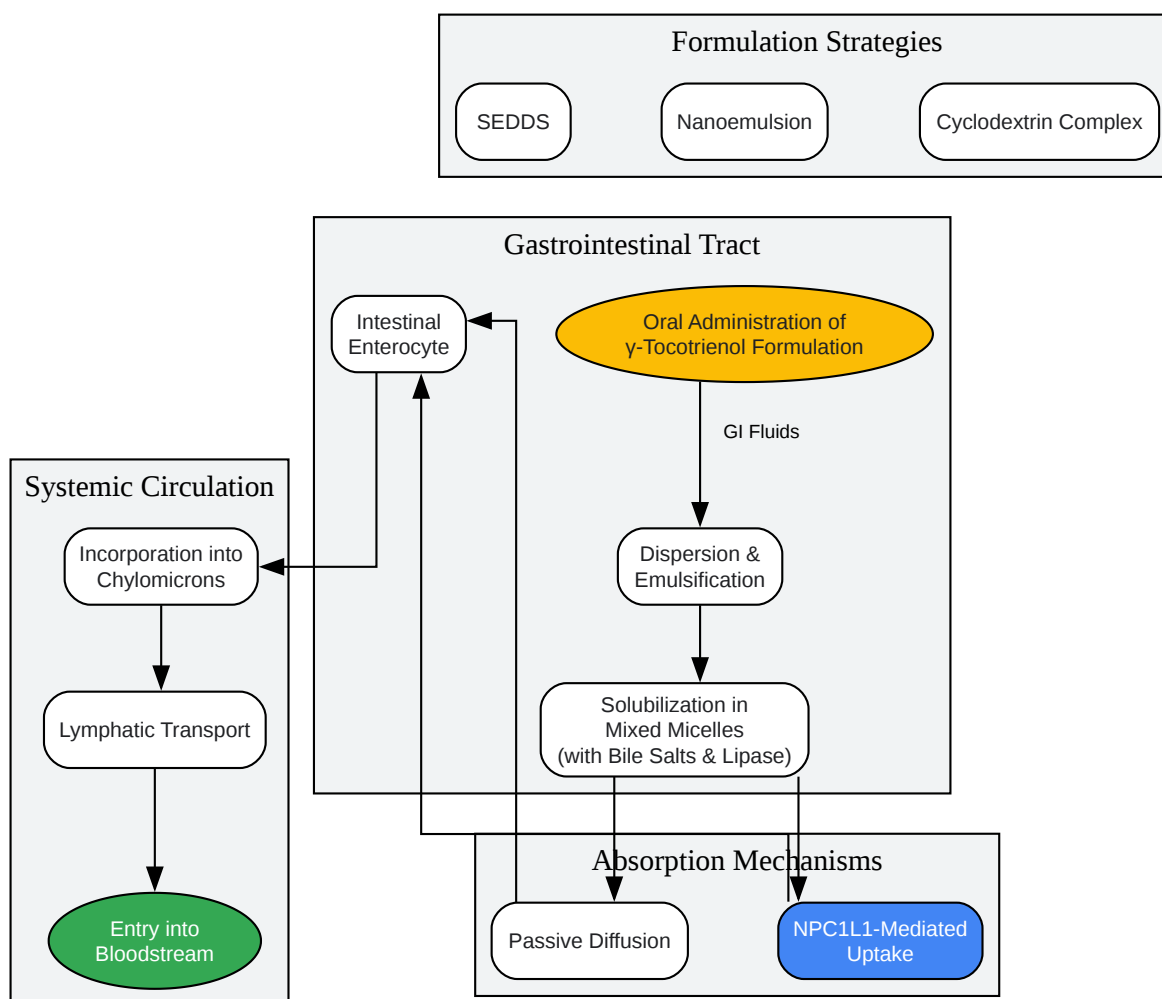 Formulation Strategies
SEDDS
Nanoemulsion
Cyclodextrin Complex
Gastrointestinal Tract
Intestinal
Enterocyte
Oral Administration of
γ-Tocotrienol Formulation
GI Fluids
Systemic Circulation
Incorporation into
Chylomicrons
Dispersion &
Emulsification
Lymphatic Transport
Solubilization in
Mixed Micelles
(with Bile Salts & Lipase)
Absorption Mechanisms
Entry into
Bloodstream
Passive Diffusion
NPC1L1-Mediated
Uptake